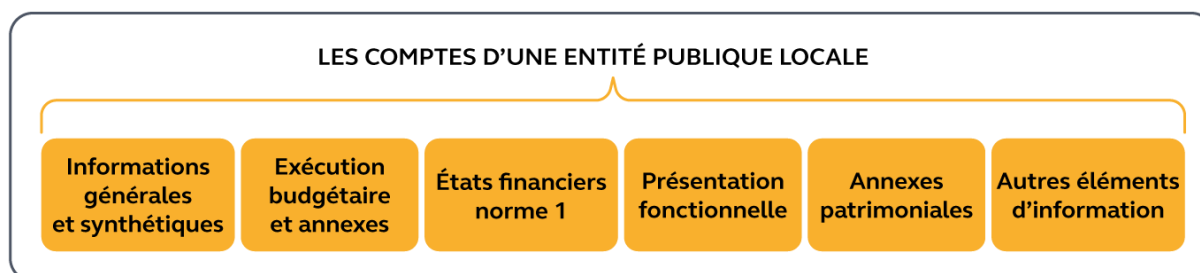 LES COMPTES D’UNE ENTITÉ PUBLIQUE LOCALE
Informations
générales
et synthétiques
Exécution
budgétaire
et annexes
États financiers
norme 1
Présentation
fonctionnelle
Annexes
patrimoniales
Autres éléments
d’information